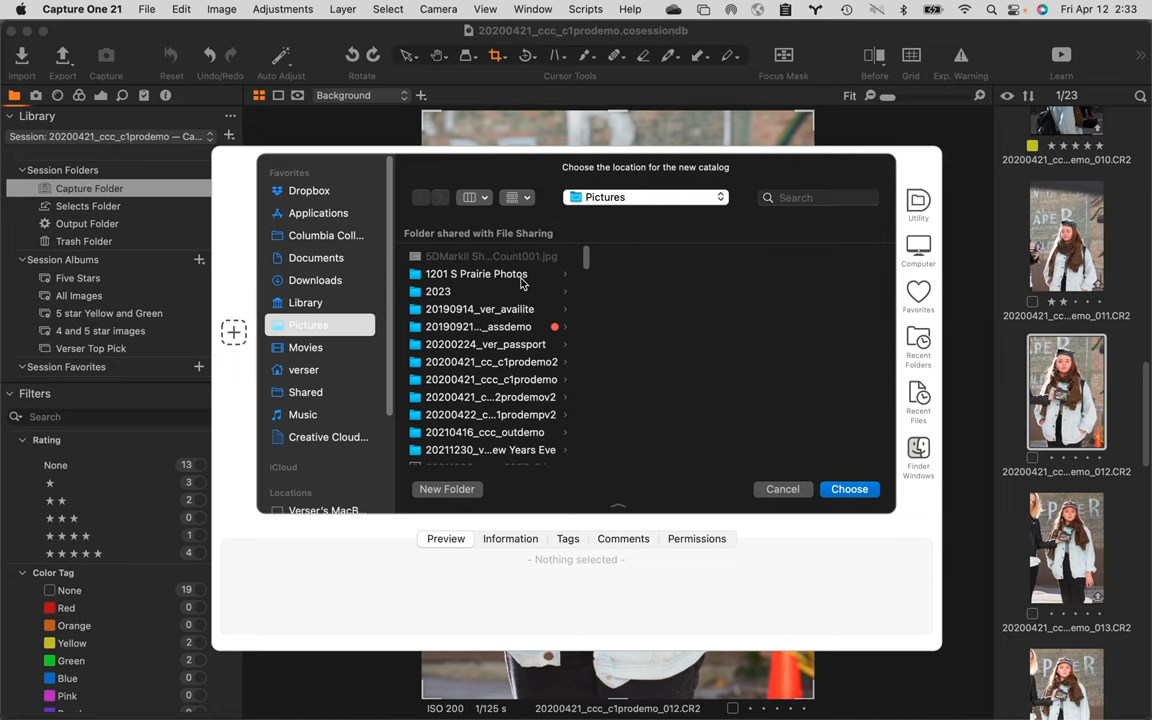 Capture One 21 File Edit Image Adjustments Layer Select Camera View Window Scripts Help Fri Apr 12 2:33
20200421_ccc_c1prodemo.cosessiondb
Import Export Capture Reset Undo/Redo Auto Adjust Rotate Cursor Tools Focus Mask Before Grid Exp. Warning Learn
Background Fit 1/23
Library
Session: 20200421_ccc_c1prodemo — Ca...
Session Folders
Capture Folder
Selects Folder
Output Folder
Trash Folder
Session Albums
Five Stars
All Images
5 star Yellow and Green
4 and 5 star images
Verser Top Pick
Session Favorites
Filters
Search
Rating
None 13
3
2
0
1
4
Color Tag
None 19
Red 0
Orange 0
Yellow 2
Green 2
Blue 0
Pink 0
Choose the location for the new catalog
Favorites
Dropbox
Applications
Columbia Coll...
Documents
Downloads
Library
Pictures
Movies
verser
Shared
Music
Creative Cloud...
iCloud
Locations
Verser's MacB...
Pictures
Search
Folder shared with File Sharing
5DMarkII Sh...Count001.jpg
1201 S Prairie Photos
2023
20190914_ver_availite
20190921..._assdemo
20200224_ver_passport
20200421_cc_c1prodemo2
20200421_ccc_c1prodemo
20200421_c...2prodemov2
20200422_c...1prodempv2
20210416_ccc_outdemo
20211230_v...ew Years Eve
New Folder Cancel Choose
Utility
Computer
Favorites
Recent
Folders
Recent
Files
Finder
Windows
Preview Information Tags Comments Permissions
- Nothing selected -
20200421_cc...emo_010.CR2
20200421_cc...emo_011.CR2
20200421_cc...emo_012.CR2
20200421_cc...emo_013.CR2
ISO 200 1/125 s 20200421_ccc_c1prodemo_012.CR2